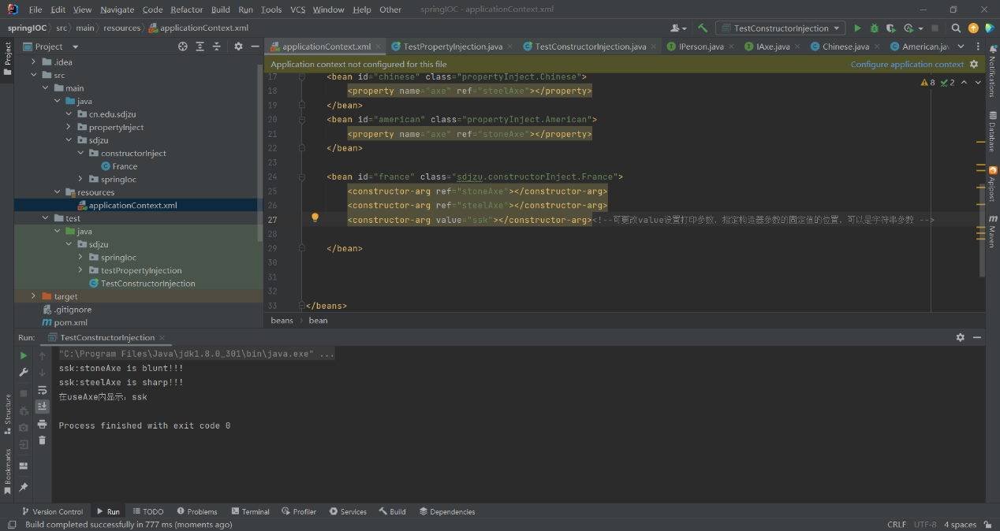 File Edit View Navigate Code Refactor Build Run Tools VCS Window Help Other springIOC - applicationContext.xml
springIOC src main resources applicationContext.xml TestConstructorInjection
Project
Project applicationContext.xml TestPropertyInjection.java TestConstructorInjection.java IPerson.java IAxe.java Chinese.java American.jav
Notifications
Database
Apipost
Maven
.idea
src
main
java
cn.edu.sdjzu
propertyInject
sdjzu
constructorInject
France
springIoc
resources
applicationContext.xml
test
java
sdjzu
springIoc
testPropertyInjection
TestConstructorInjection
target
.gitignore
pom.xml
Application context not configured for this file Configure application context
8 2
17 <bean id="chinese" class="propertyInject.Chinese">
18 <property name="axe" ref="steelAxe"></property>
19 </bean>
20 <bean id="american" class="propertyInject.American">
21 <property name="axe" ref="stoneAxe"></property>
22 </bean>
23
24 <bean id="france" class="sdjzu.constructorInject.France">
25 <constructor-arg ref="stoneAxe"></constructor-arg>
26 <constructor-arg ref="steelAxe"></constructor-arg>
27 <constructor-arg value="ssk"></constructor-arg><!--可更改value设置打印参数，指定构造器参数的固定值的位置，可以是字符串参数 -->
28
29 </bean>
30
31
32
33 </beans>
beans bean
Run: TestConstructorInjection
"C:\Program Files\Java\jdk1.8.0_301\bin\java.exe" ...
ssk:stoneAxe is blunt!!!
ssk:steelAxe is sharp!!!
在useAxe内显示：ssk
Process finished with exit code 0
Structure
Bookmarks
Version Control Run TODO Problems Terminal Profiler Services Build Dependencies
Build completed successfully in 777 ms (moments ago) CRLF UTF-8 4 spaces